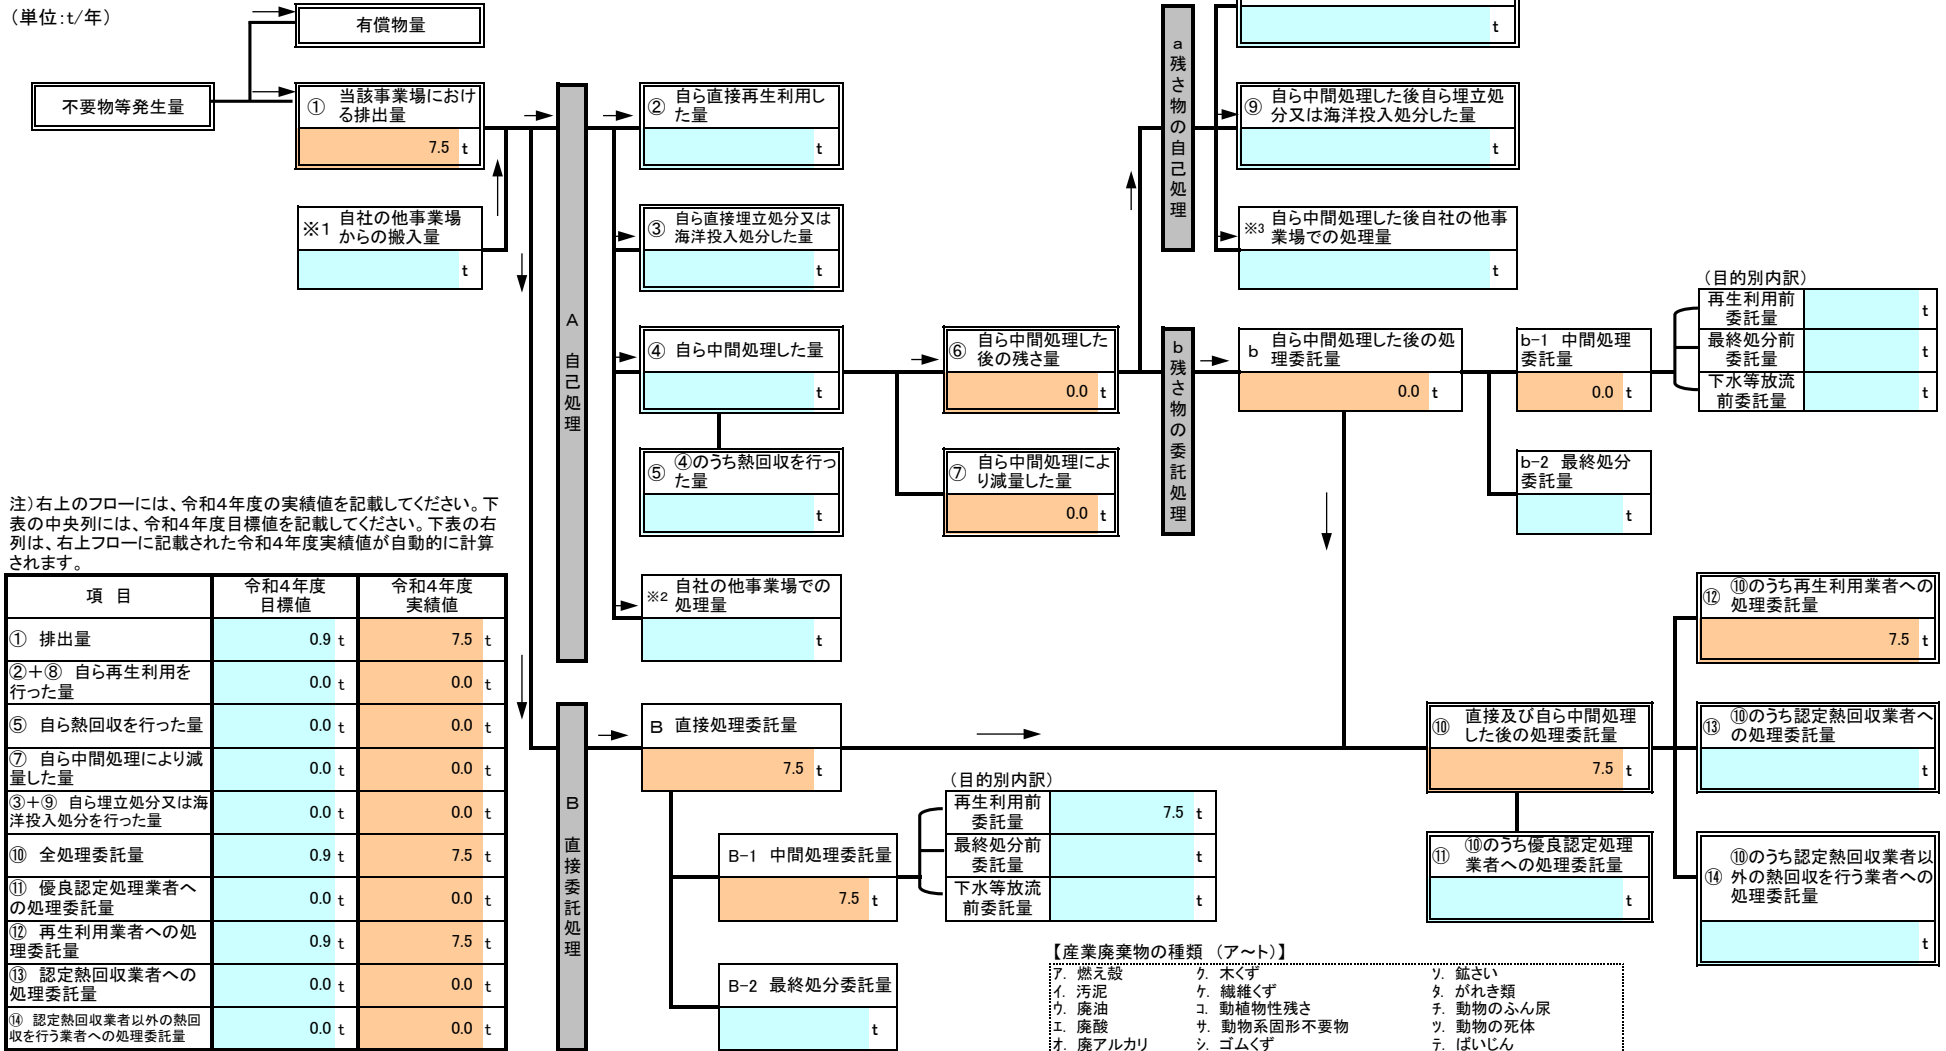 （単位:t/年）
有償物量
不要物等発生量
① 当該事業場におけ
る排出量
7.5 t
※1 自社の他事業場
からの搬入量
t
A 自己処理
② 自ら直接再生利用し
た量
t
③ 自ら直接埋立処分又は
海洋投入処分した量
t
④ 自ら中間処理した量
t
⑤ ④のうち熱回収を行っ
た量
t
※2 自社の他事業場での
処理量
t
⑥ 自ら中間処理した
後の残さ量
0.0 t
⑦ 自ら中間処理によ
り減量した量
0.0 t
a 残さ物の自己処理
t
⑨ 自ら中間処理した後自ら埋立処
分又は海洋投入処分した量
t
※3 自ら中間処理した後自社の他事
業場での処理量
t
b 残さ物の委託処理
b 自ら中間処理した後の処
理委託量
0.0 t
b-1 中間処理
委託量
0.0 t
b-2 最終処分
委託量
t
（目的別内訳）
再生利用前
委託量
t
最終処分前
委託量
t
下水等放流
前委託量
t
注）右上のフローには、令和4年度の実績値を記載してください。下
表の中央列には、令和4年度目標値を記載してください。下表の右
列は、右上フローに記載された令和4年度実績値が自動的に計算
されます。
項 目 令和4年度
目標値 令和4年度
実績値
① 排出量 0.9 t 7.5 t
②＋⑧ 自ら再生利用を
行った量 0.0 t 0.0 t
⑤ 自ら熱回収を行った量 0.0 t 0.0 t
⑦ 自ら中間処理により減
量した量 0.0 t 0.0 t
③＋⑨ 自ら埋立処分又は海
洋投入処分を行った量 0.0 t 0.0 t
⑩ 全処理委託量 0.9 t 7.5 t
⑪ 優良認定処理業者へ
の処理委託量 0.0 t 0.0 t
⑫ 再生利用業者への処
理委託量 0.9 t 7.5 t
⑬ 認定熱回収業者への
処理委託量 0.0 t 0.0 t
⑭ 認定熱回収業者以外の熱回
収を行う業者への処理委託量 0.0 t 0.0 t
B 直接委託処理
B 直接処理委託量
7.5 t
B-1 中間処理委託量
7.5 t
B-2 最終処分委託量
t
（目的別内訳）
再生利用前
委託量
7.5 t
最終処分前
委託量
t
下水等放流
前委託量
t
⑩ 直接及び自ら中間処理
した後の処理委託量
7.5 t
⑪ ⑩のうち優良認定処理
業者への処理委託量
t
⑫ ⑩のうち再生利用業者への
処理委託量
7.5 t
⑬ ⑩のうち認定熱回収業者へ
の処理委託量
t
⑭ ⑩のうち認定熱回収業者以
外の熱回収を行う業者への
処理委託量
t
【産業廃棄物の種類 （ア～ト）】
ア. 燃え殻 ク. 木くず ソ. 鉱さい
イ. 汚泥 ケ. 繊維くず タ. がれき類
ウ. 廃油 コ. 動植物性残さ チ. 動物のふん尿
エ. 廃酸 サ. 動物系固形不要物 ツ. 動物の死体
オ. 廃アルカリ シ. ゴムくず テ. ばいじん